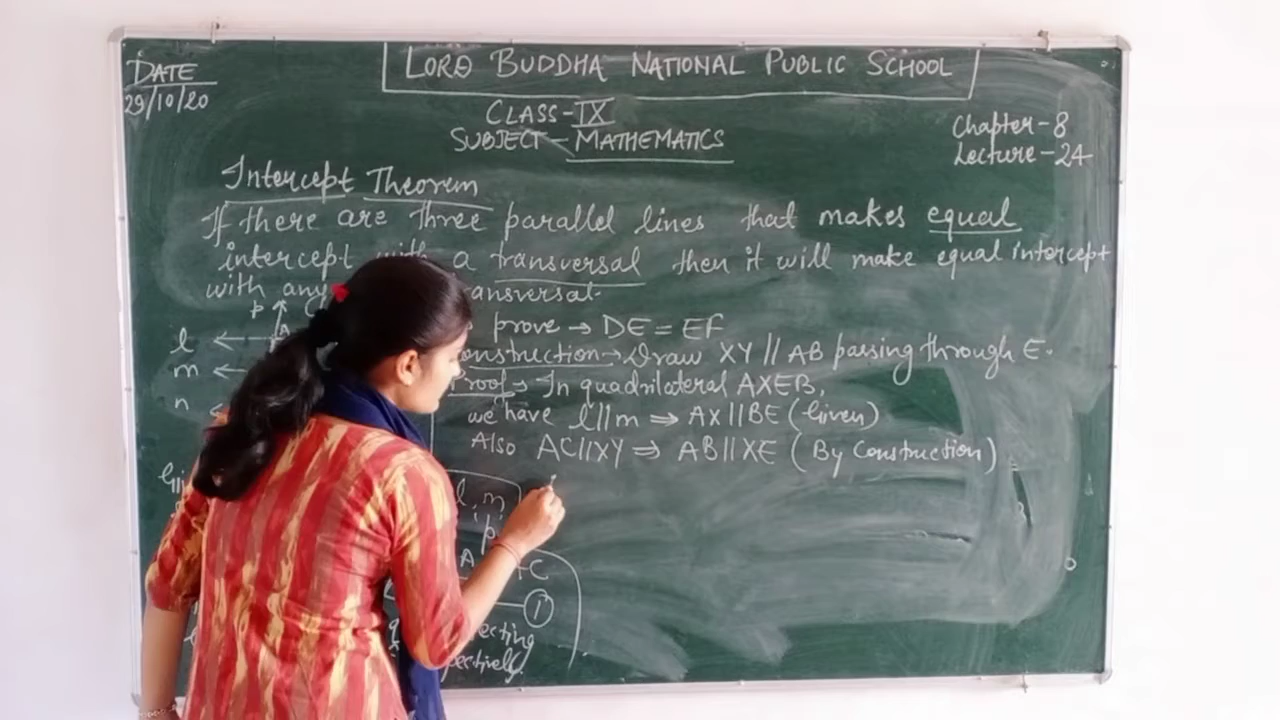 DATE
29/10/20
LORD BUDDHA NATIONAL PUBLIC SCHOOL
CLASS-IX
SUBJECT - MATHEMATICS
Chapter-8
Lecture-24
Intercept Theorem
If there are three parallel lines that makes equal
intercept with a transversal then it will make equal intercept
with any
p
l
m
n
A
prove → DE = EF
Construction → Draw XY // AB passing through E.
Proof → In quadrilateral AXEB,
we have l || m ⇒ AX || BE (Given)
Also AC || XY ⇒ AB || XE (By Construction)
l, m
p
A
C
1